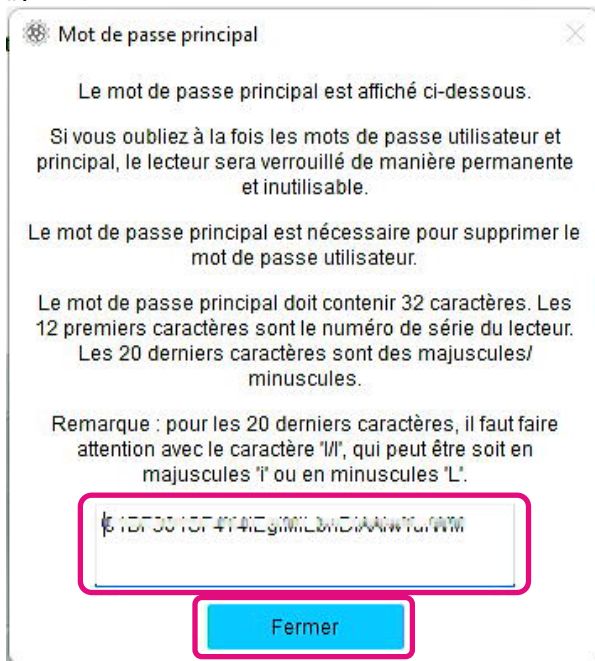 Mot de passe principal
Le mot de passe principal est affiché ci-dessous.
Si vous oubliez à la fois les mots de passe utilisateur et
principal, le lecteur sera verrouillé de manière permanente
et inutilisable.
Le mot de passe principal est nécessaire pour supprimer le
mot de passe utilisateur.
Le mot de passe principal doit contenir 32 caractères. Les
12 premiers caractères sont le numéro de série du lecteur.
Les 20 derniers caractères sont des majuscules/
minuscules.
Remarque : pour les 20 derniers caractères, il faut faire
attention avec le caractère 'I/l', qui peut être soit en
majuscules 'i' ou en minuscules 'L'.
Fermer